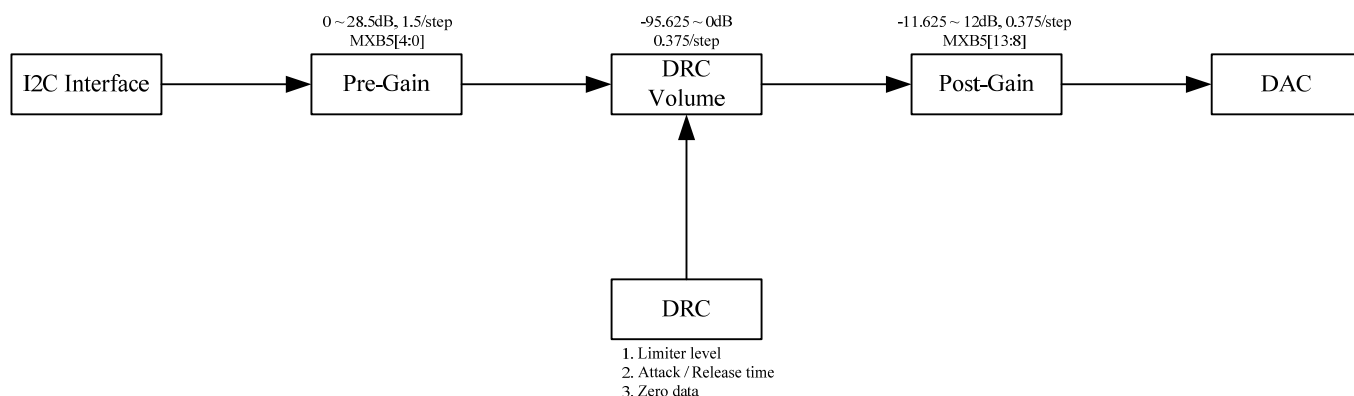 0 ~ 28.5dB, 1.5/step
MXB5[4:0]
-95.625 ~ 0dB
0.375/step
-11.625 ~ 12dB, 0.375/step
MXB5[13:8]
I2C Interface
Pre-Gain
DRC
Volume
Post-Gain
DAC
DRC
1. Limiter level
2. Attack / Release time
3. Zero data